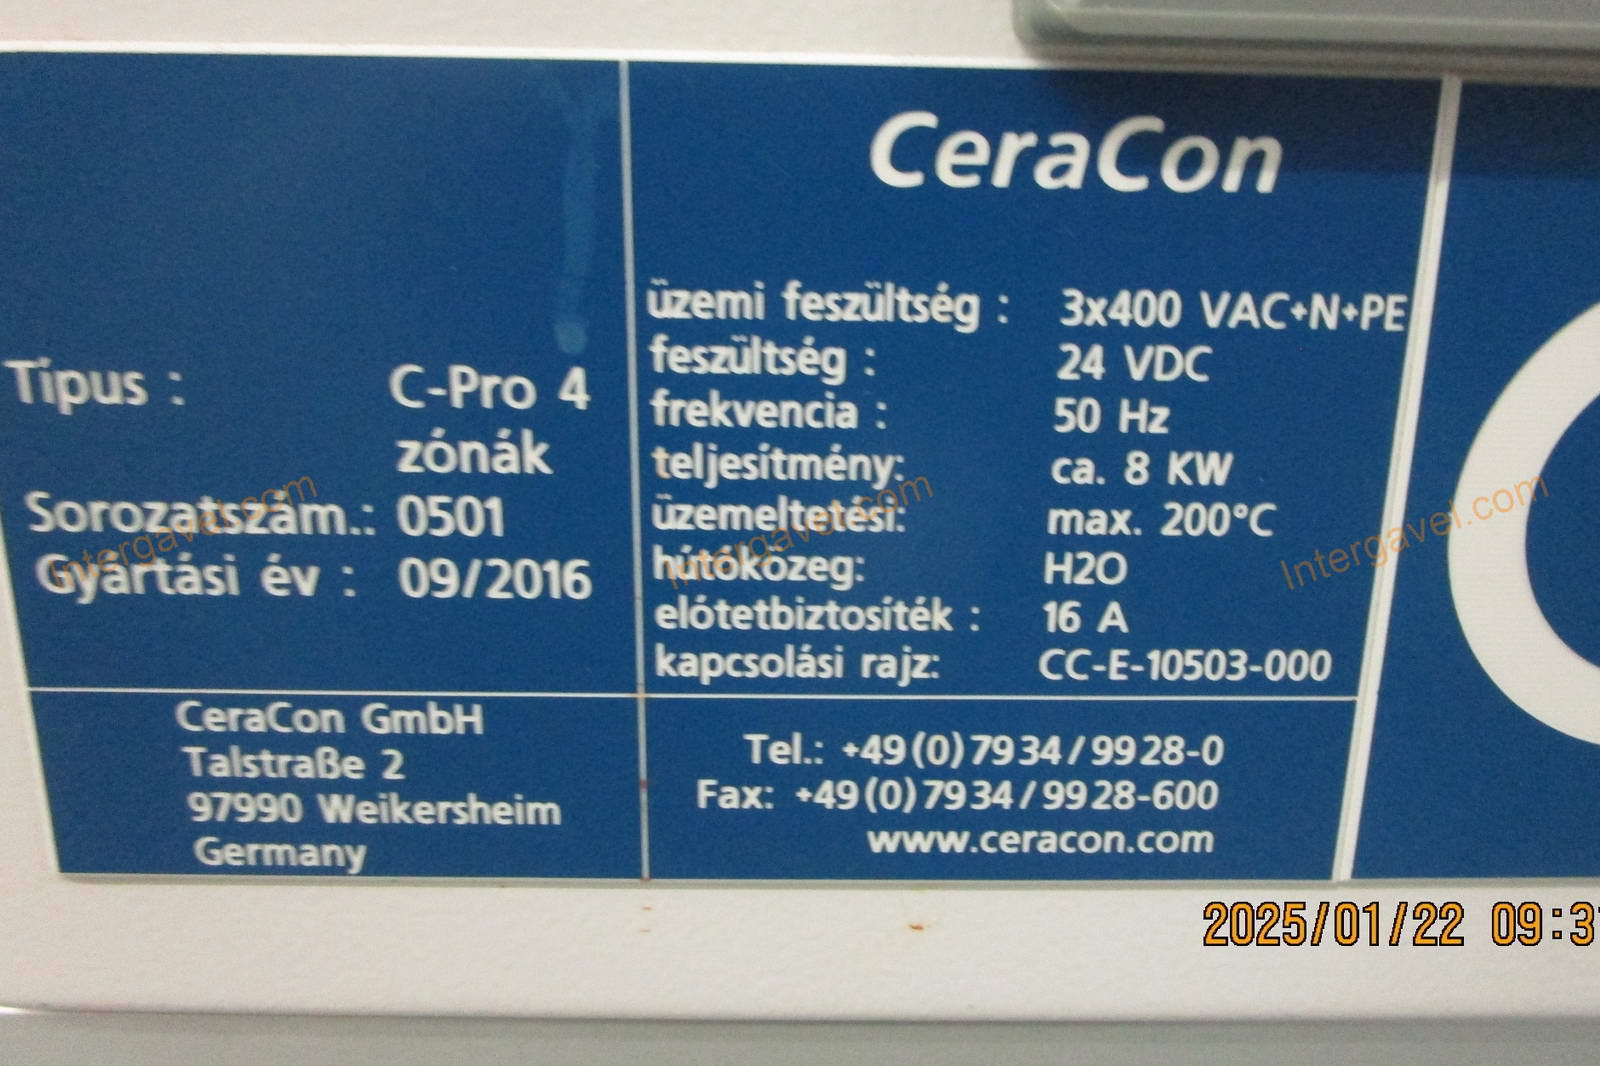 Típus : C-Pro 4
zónák
Sorozatszám.: 0501
Gyártási év : 09/2016
CeraCon GmbH
Talstraße 2
97990 Weikersheim
Germany
CeraCon
üzemi feszültség : 3x400 VAC+N+PE
feszültség : 24 VDC
frekvencia : 50 Hz
teljesítmény: ca. 8 KW
üzemeltetési: max. 200°C
hútóközeg: H2O
elótetbiztosíték : 16 A
kapcsolási rajz: CC-E-10503-000
Tel.: +49(0)7934/9928-0
Fax: +49(0)7934/9928-600
www.ceracon.com
Intergavel.com
Intergavel.com
Intergavel.com
2025/01/22 09:3